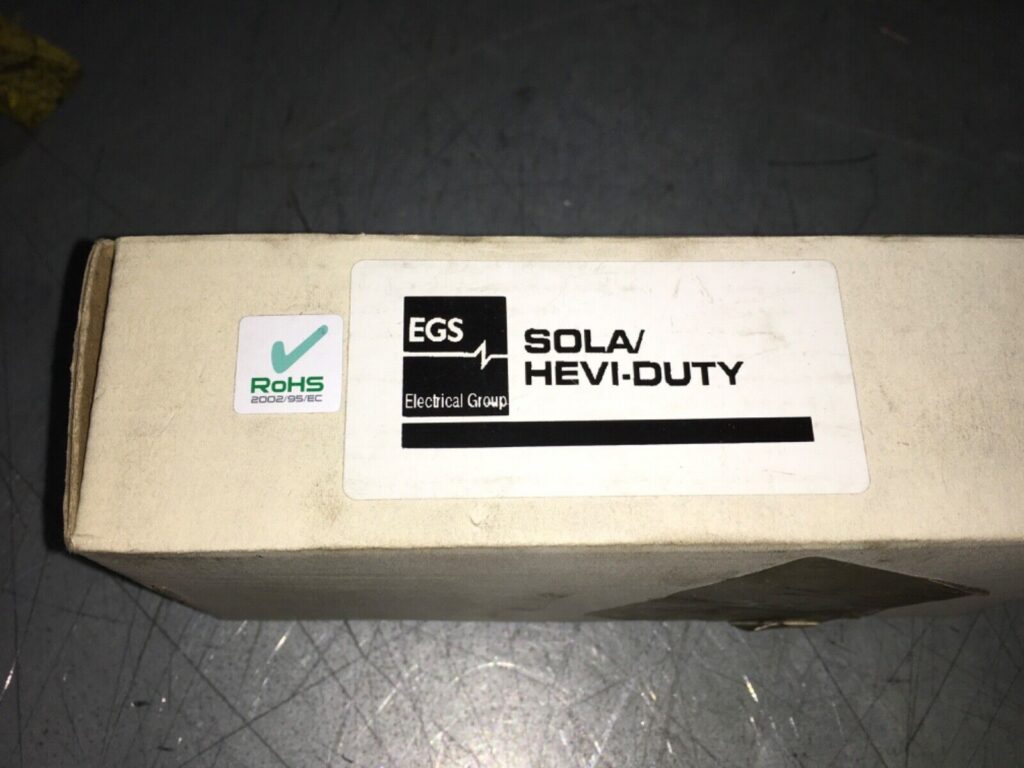 EGS
Electrical Group
SOLA/
HEVI-DUTY
RoHS
2002/95/EC